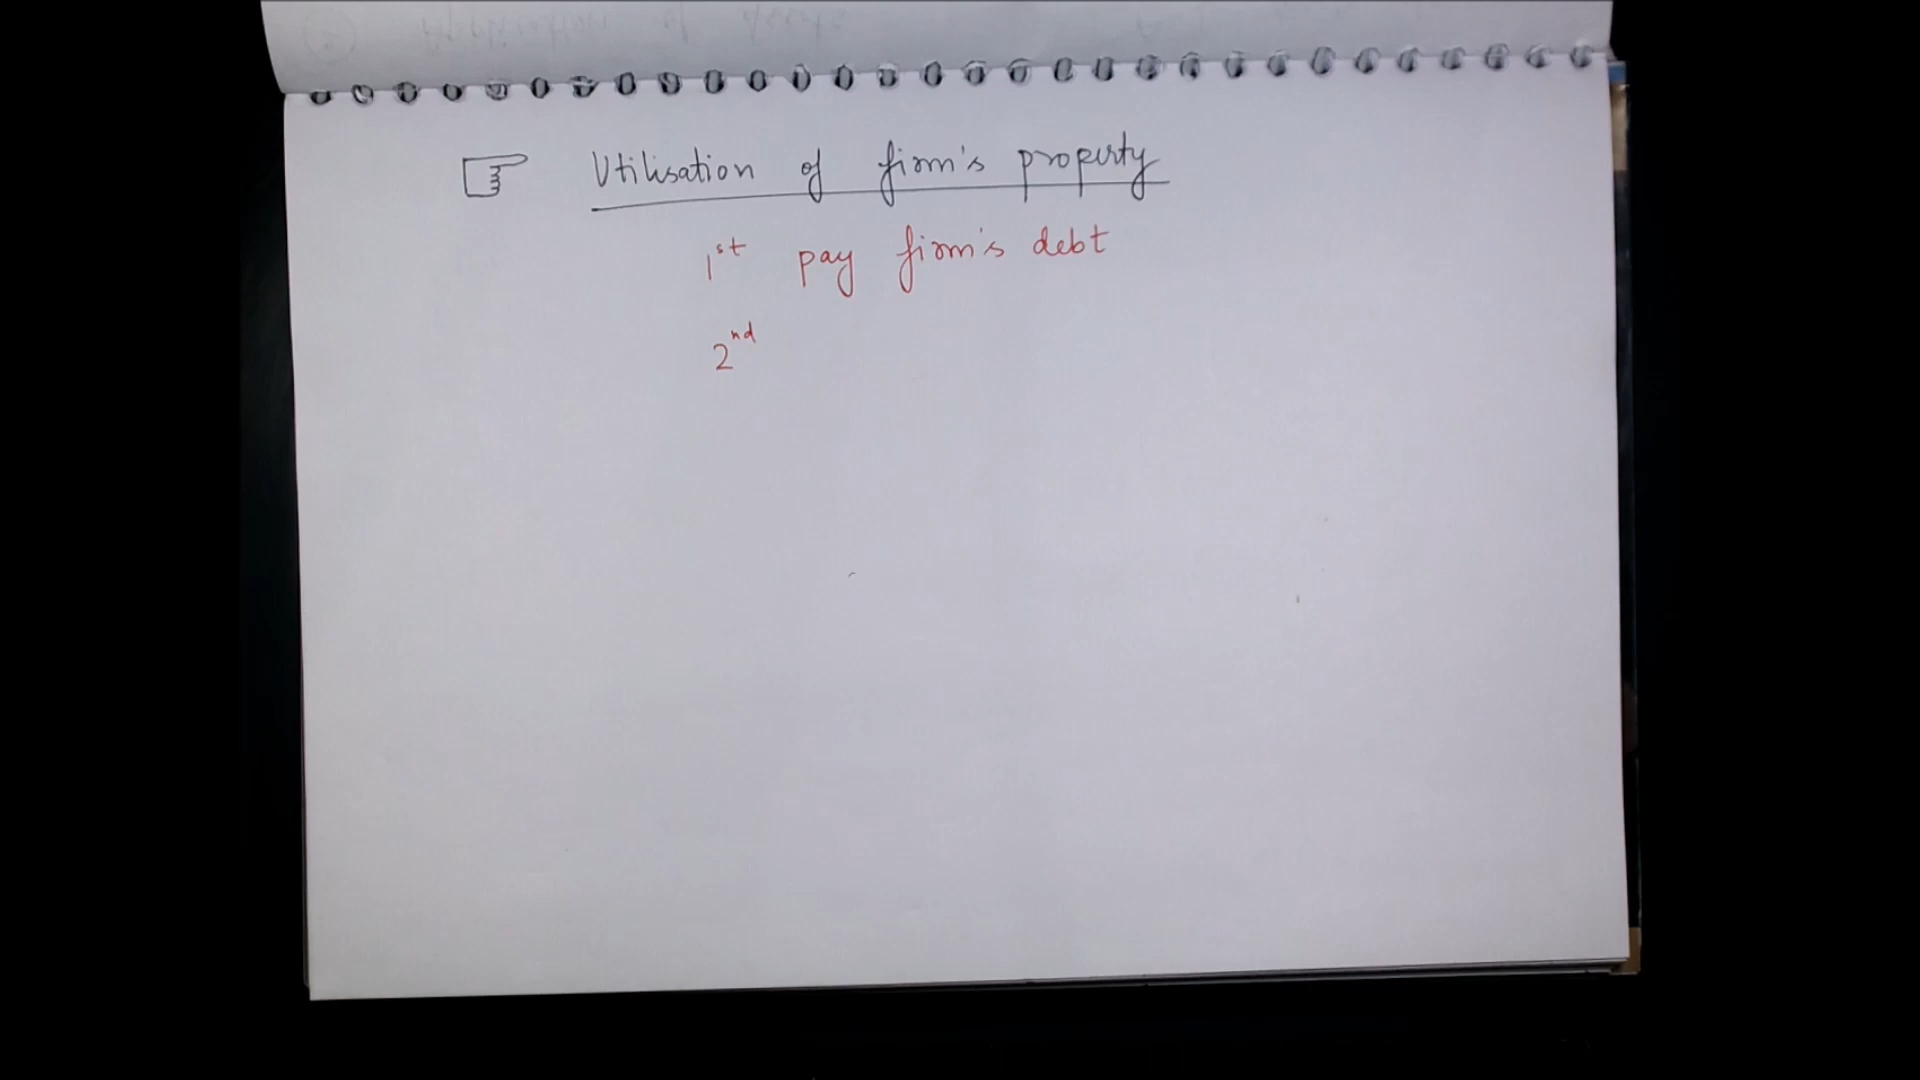 Utilisation of firm's property
1st pay firm's debt
2nd